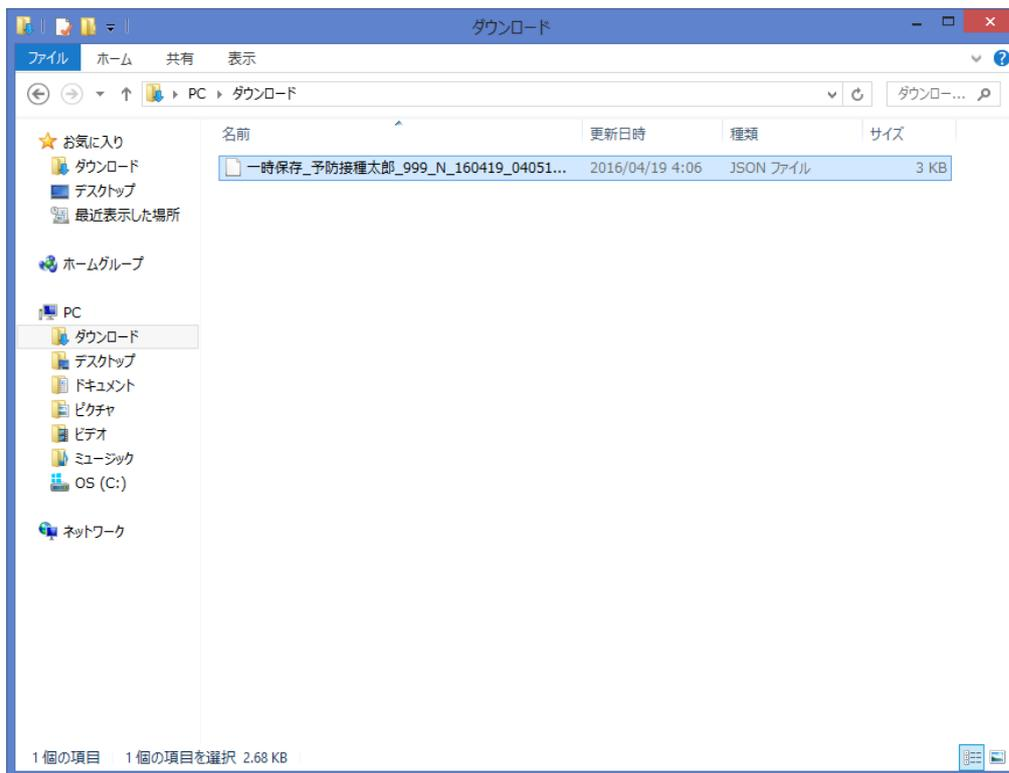 ダウンロード
ファイル ホーム 共有 表示
PC ダウンロード ダウンロー...
お気に入り
ダウンロード
デスクトップ
最近表示した場所
ホームグループ
PC
ダウンロード
デスクトップ
ドキュメント
ピクチャ
ビデオ
ミュージック
OS (C:)
ネットワーク
名前 更新日時 種類 サイズ
一時保存_予防接種太郎_999_N_160419_04051... 2016/04/19 4:06 JSON ファイル 3 KB
1 個の項目 1 個の項目を選択 2.68 KB